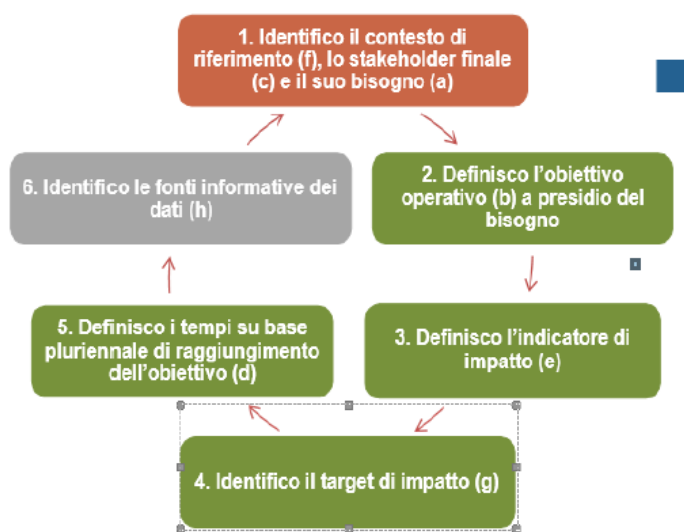 1. Identifico il contesto di
riferimento (f), lo stakeholder finale
(c) e il suo bisogno (a)
2. Definisco l'obiettivo
operativo (b) a presidio del
bisogno
3. Definisco l'indicatore di
impatto (e)
4. Identifico il target di impatto (g)
5. Definisco i tempi su base
pluriennale di raggiungimento
dell'obiettivo (d)
6. Identifico le fonti informative dei
dati (h)